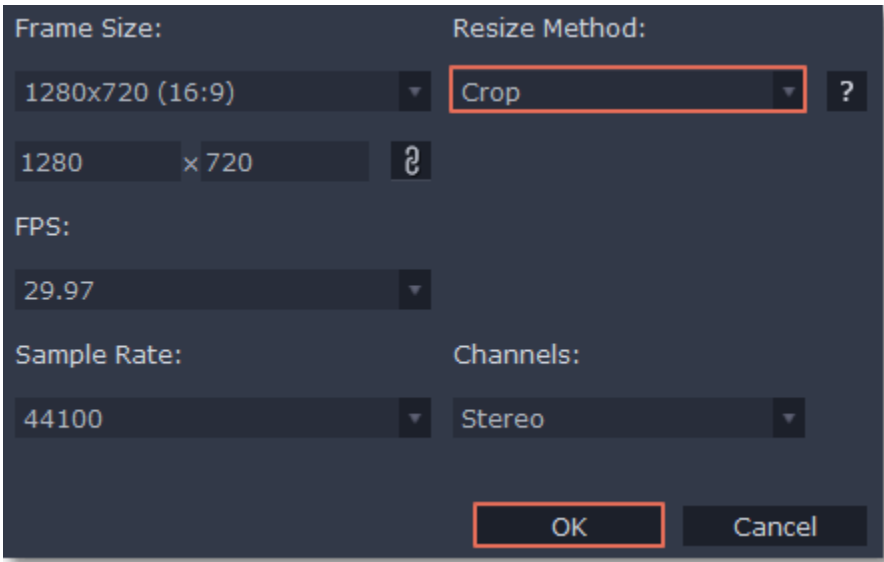 Frame Size:
Resize Method:
1280x720 (16:9)
Crop
?
1280 x 720
FPS:
29.97
Sample Rate:
Channels:
44100
Stereo
OK
Cancel